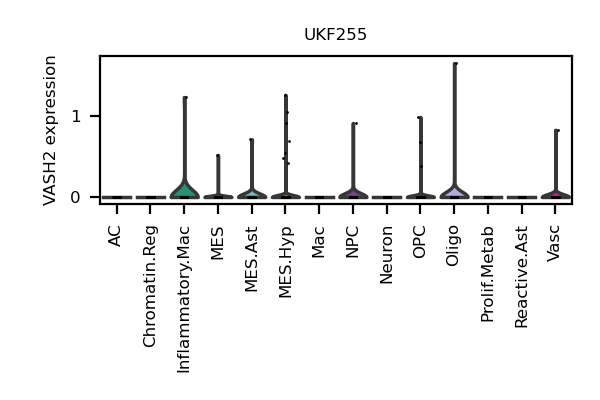 UKF255
VASH2 expression
1
0
AC
Chromatin.Reg
Inflammatory.Mac
MES
MES.Ast
MES.Hyp
Mac
NPC
Neuron
OPC
Oligo
Prolif.Metab
Reactive.Ast
Vasc